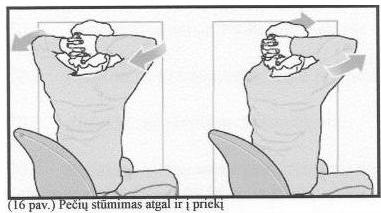 (16 pav.) Pečių stūmimas atgal ir į priekį